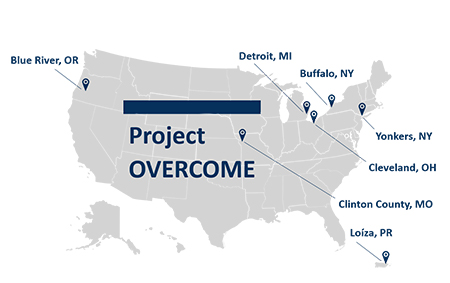 Detroit, MI
Blue River, OR
Buffalo, NY
Project
OVERCOME
Yonkers, NY
Cleveland, OH
Clinton County, MO
Loíza, PR